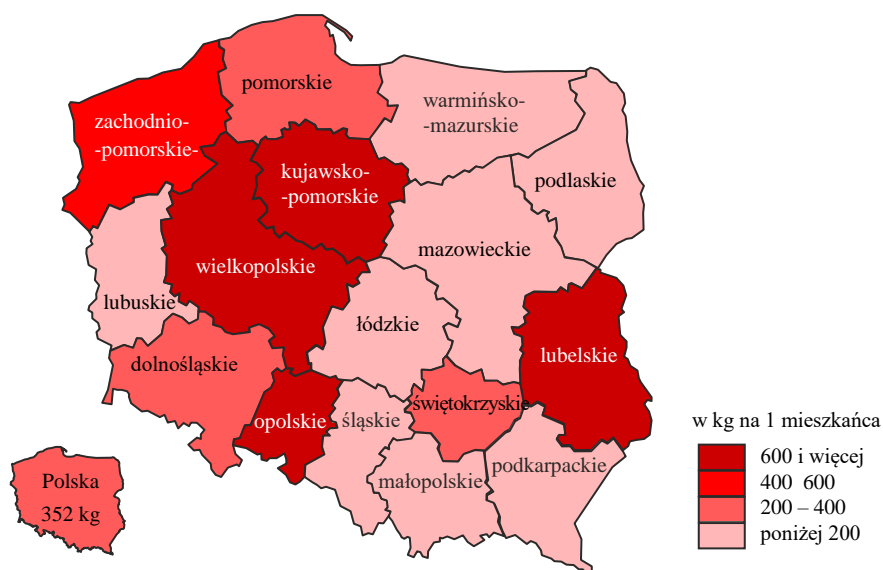 pomorskie
warmińsko-
-mazurskie
zachodnio-
-pomorskie-
kujawsko-
-pomorskie
podlaskie
mazowieckie
wielkopolskie
lubuskie
łódzkie
lubelskie
dolnośląskie
świętokrzyskie
opolskie
śląskie
podkarpackie
małopolskie
Polska
352 kg
w kg na 1 mieszkańca
600 i więcej
400 600
200 – 400
poniżej 200